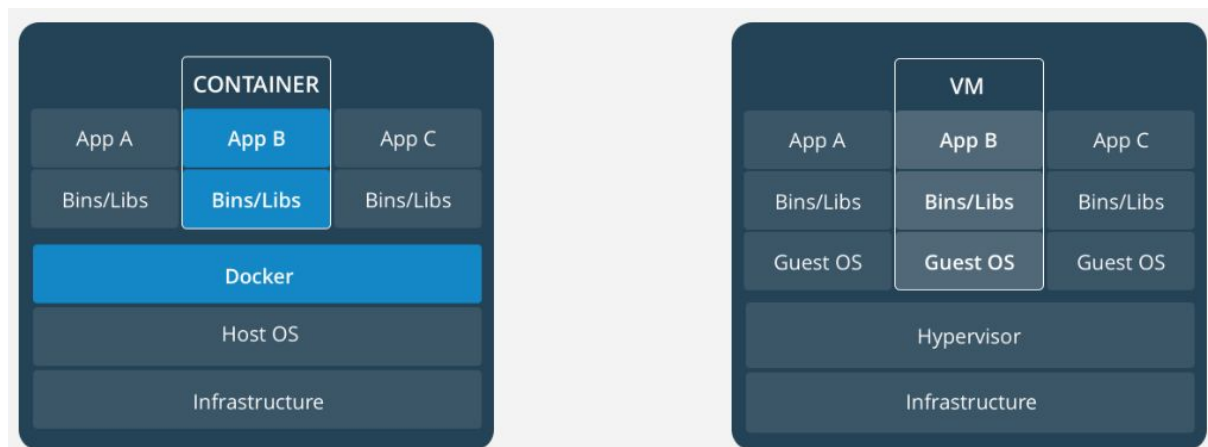 CONTAINER
App A App B App C
Bins/Libs Bins/Libs Bins/Libs
Docker
Host OS
Infrastructure
VM
App A App B App C
Bins/Libs Bins/Libs Bins/Libs
Guest OS Guest OS Guest OS
Hypervisor
Infrastructure